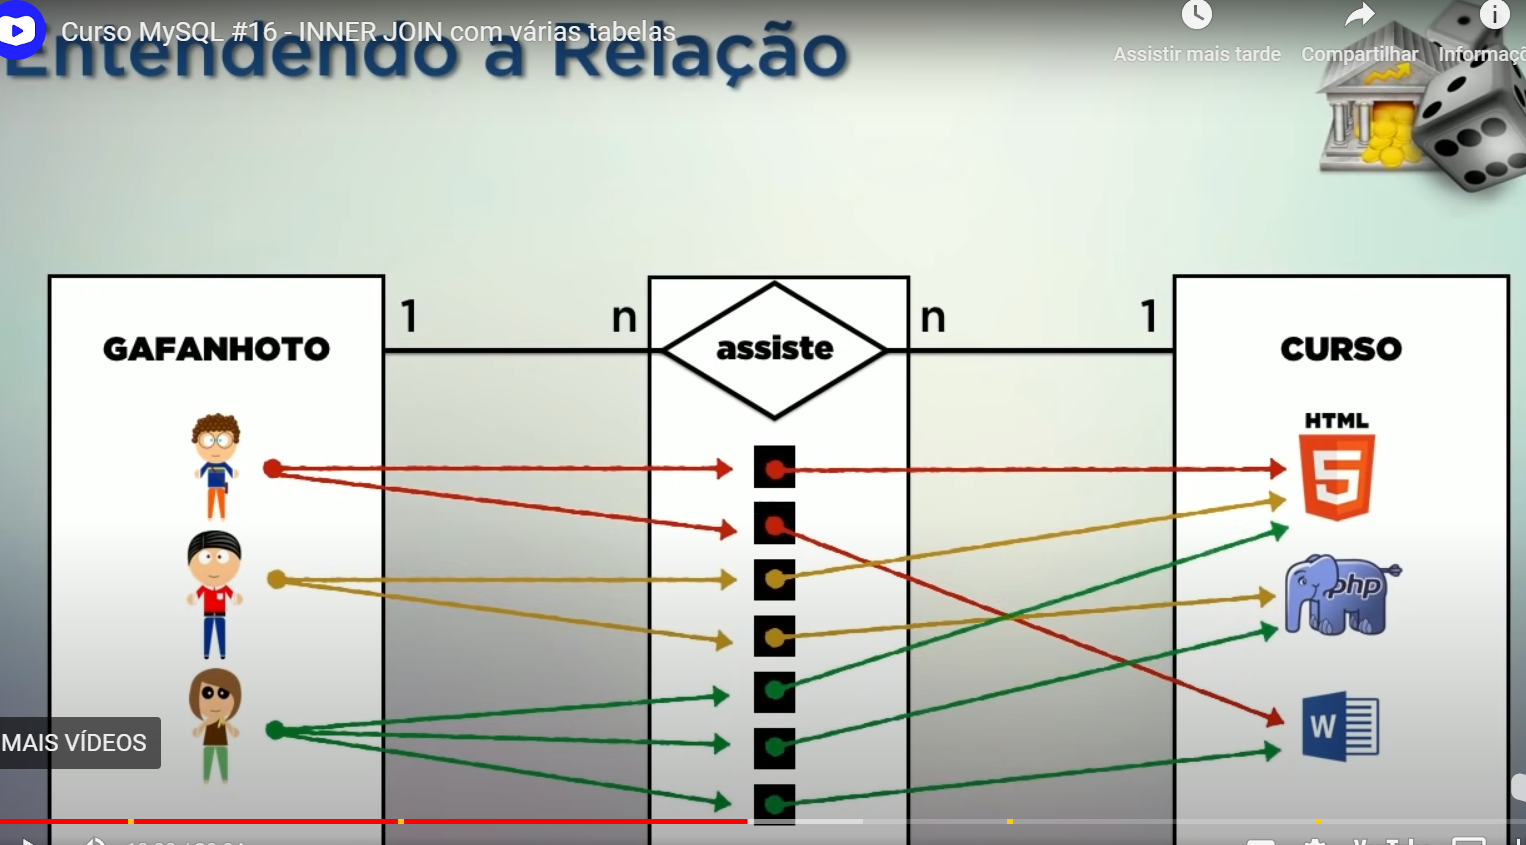 Curso MySQL #16 - INNER JOIN com várias tabelas
Entendendo a Relação
Assistir mais tarde
Compartilhar
GAFANHOTO
1
n
assiste
n
1
CURSO
HTML
5
php
W
MAIS VÍDEOS